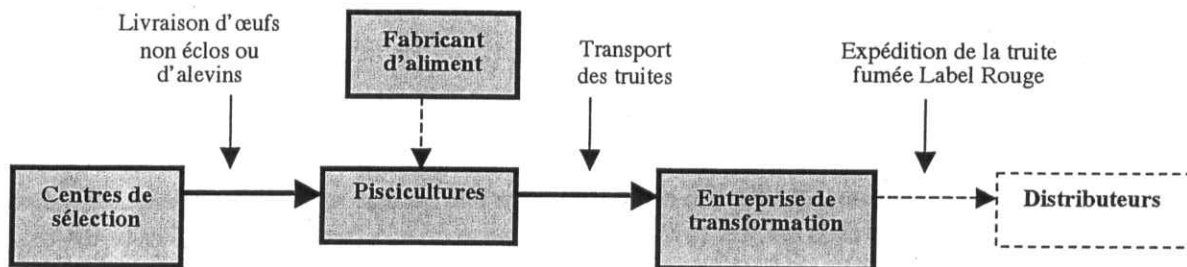 Livraison d'œufs
non éclos ou
d'alevins
Fabricant
d'aliment
Transport
des truites
Expédition de la truite
fumée Label Rouge
Centres de
sélection
Piscicultures
Entreprise de
transformation
Distributeurs